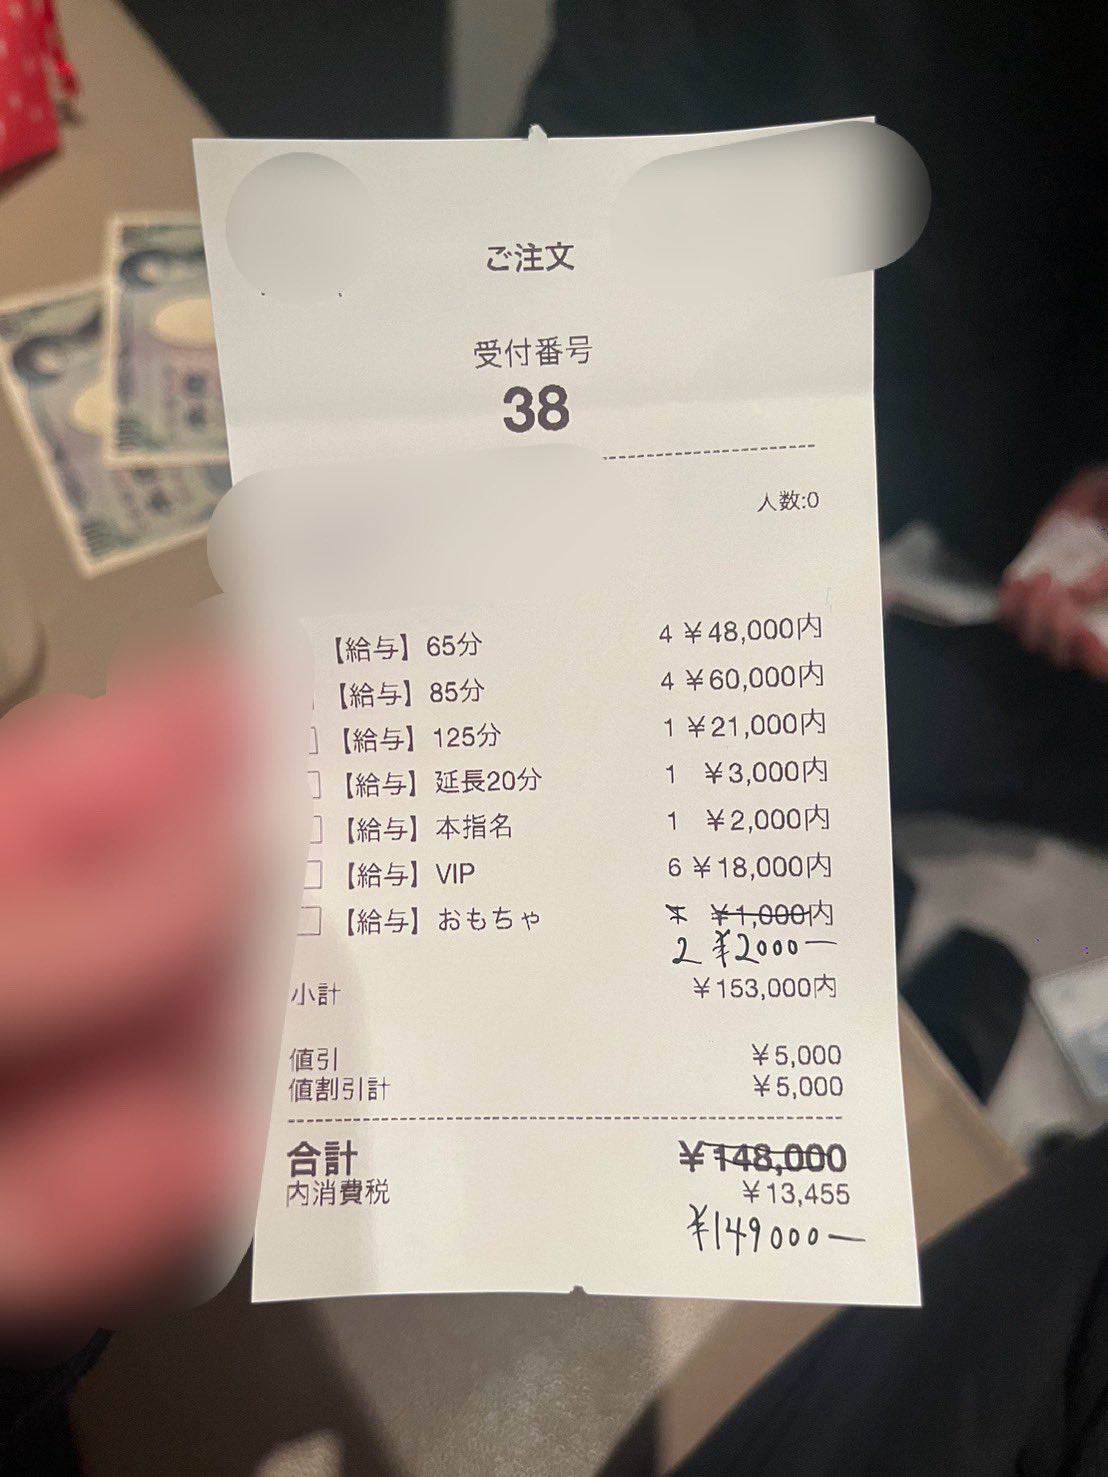 ご注文
受付番号
38
人数:0
【給与】65分 4 ¥48,000内
【給与】85分 4 ¥60,000内
【給与】125分 1 ¥21,000内
【給与】延長20分 1 ¥3,000内
【給与】本指名 1 ¥2,000内
【給与】VIP 6 ¥18,000内
【給与】おもちゃ 1 ¥1,000内
2 ¥2000ー
小計 ¥153,000内
値引 ¥5,000
値割引計 ¥5,000
合計 ¥148,000
内消費税 ¥13,455
¥149000ー